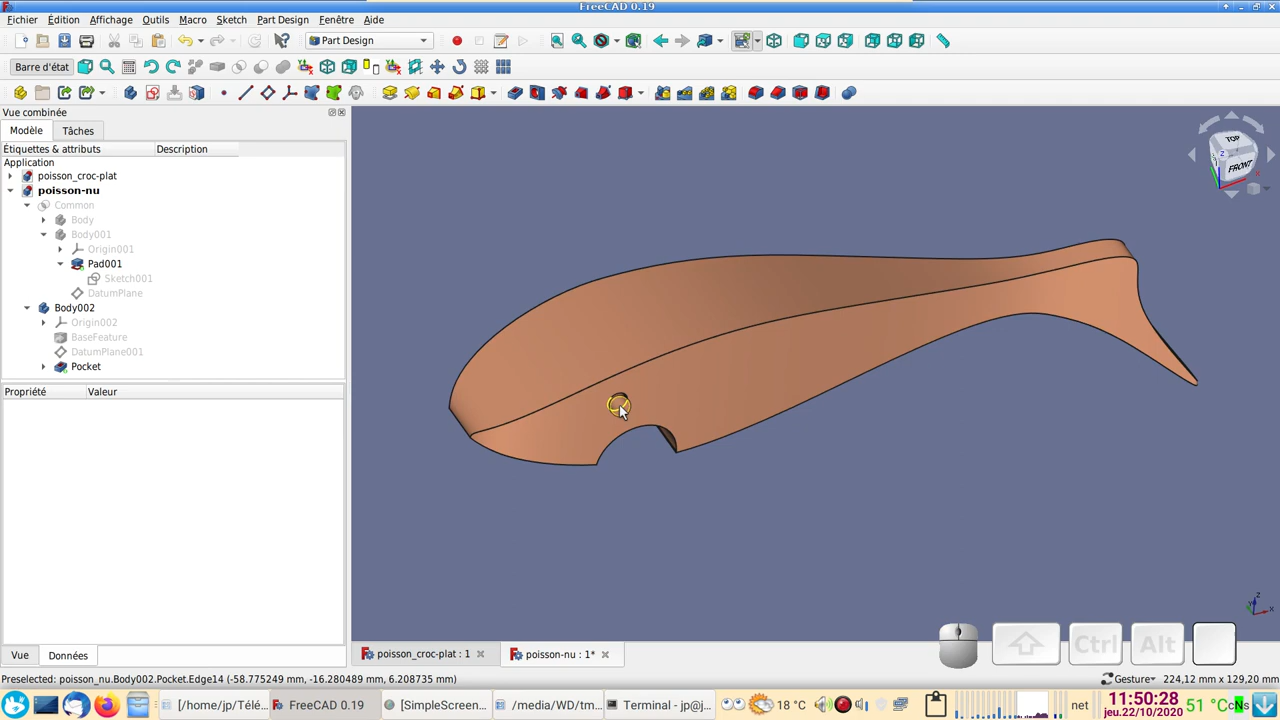 FreeCAD 0.19
Fichier Édition Affichage Outils Macro Sketch Part Design Fenêtre Aide
Part Design
Barre d'état
Vue combinée
Modèle Tâches
Étiquettes & attributs Description
Application
poisson_croc-plat
poisson-nu
Common
Body
Body001
Origin001
Pad001
Sketch001
DatumPlane
Body002
Origin002
BaseFeature
DatumPlane001
Pocket
Propriété Valeur
TOP
FRONT
Z
X
Z
X
Ctrl Alt
Vue Données
poisson_croc-plat : 1 poisson-nu : 1*
Preselected: poisson_nu.Body002.Pocket.Edge14 (-58.775249 mm, -16.280489 mm, 6.208735 mm) Gesture 224,12 mm x 129,20 mm
[/home/jp/Télé... FreeCAD 0.19 [SimpleScreen... /media/WD/tm... Terminal - jp@j... 18 °C net 11:50:28 51 °C
jeu.22/10/2020